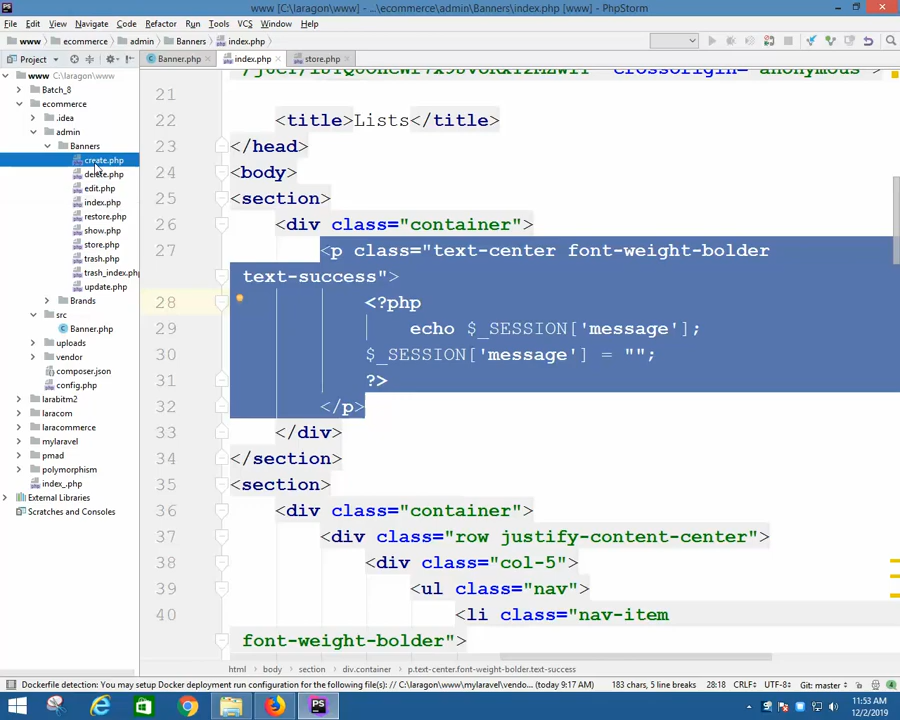 www [C:\laragon\www] - ...\ecommerce\admin\Banners\index.php [www] - PhpStorm
File Edit View Navigate Code Refactor Run Tools VCS Window Help
www ecommerce admin Banners index.php
Project
Banner.php index.php store.php
www C:\laragon\www
Batch_8
ecommerce
.idea
admin
Banners
create.php
delete.php
edit.php
index.php
restore.php
show.php
store.php
trash.php
trash_index.php
update.php
Brands
src
Banner.php
uploads
vendor
composer.json
config.php
larabitm2
laracom
laracommerce
mylaravel
pmad
polymorphism
index_.php
External Libraries
Scratches and Consoles
21
22 <title>Lists</title>
23 </head>
24 <body>
25 <section>
26 <div class="container">
27 <p class="text-center font-weight-bolder
text-success">
28 <?php
29 echo $_SESSION['message'];
30 $_SESSION['message'] = "";
31 ?>
32 </p>
33 </div>
34 </section>
35 <section>
36 <div class="container">
37 <div class="row justify-content-center">
38 <div class="col-5">
39 <ul class="nav">
40 <li class="nav-item
font-weight-bolder">
html body section div.container p.text-center.font-weight-bolder.text-success
Dockerfile detection: You may setup Docker deployment run configuration for the following file(s): // C:\laragon\www\mylaravel\vendo... (today 9:17 AM) 183 chars, 5 line breaks 28:18 CRLF UTF-8 Git: master
11:53 AM
12/2/2019